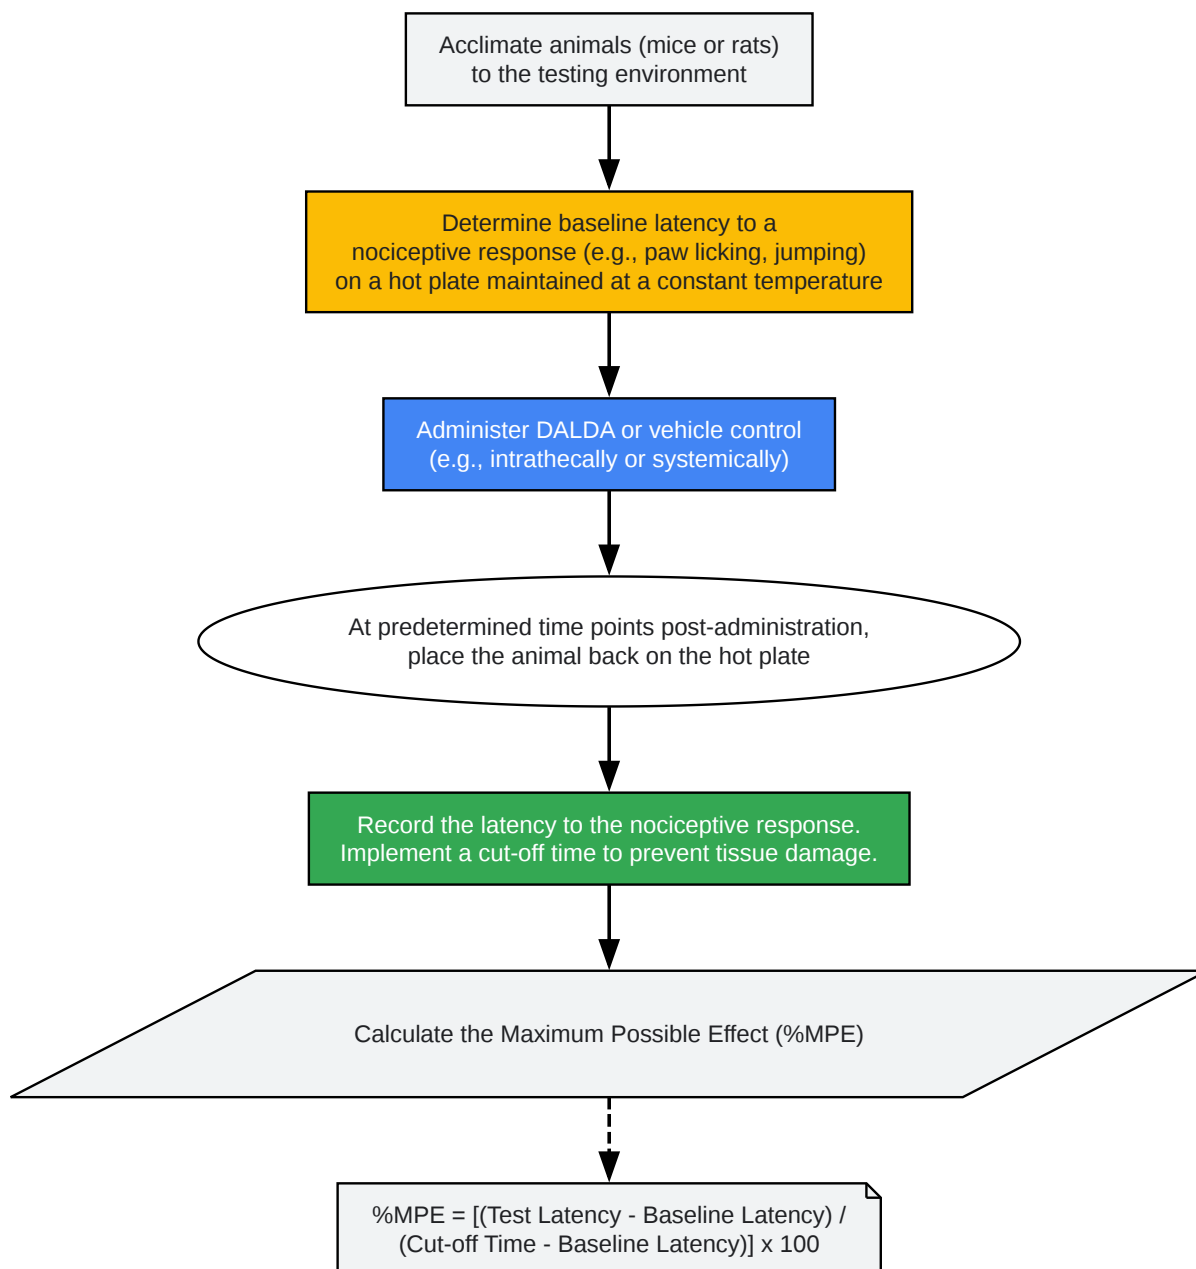 Acclimate animals (mice or rats)
to the testing environment
Determine baseline latency to a
nociceptive response (e.g., paw licking, jumping)
on a hot plate maintained at a constant temperature
Administer DALDA or vehicle control
(e.g., intrathecally or systemically)
At predetermined time points post-administration,
place the animal back on the hot plate
Record the latency to the nociceptive response.
Implement a cut-off time to prevent tissue damage.
Calculate the Maximum Possible Effect (%MPE)
%MPE = [(Test Latency - Baseline Latency) /
(Cut-off Time - Baseline Latency)] x 100